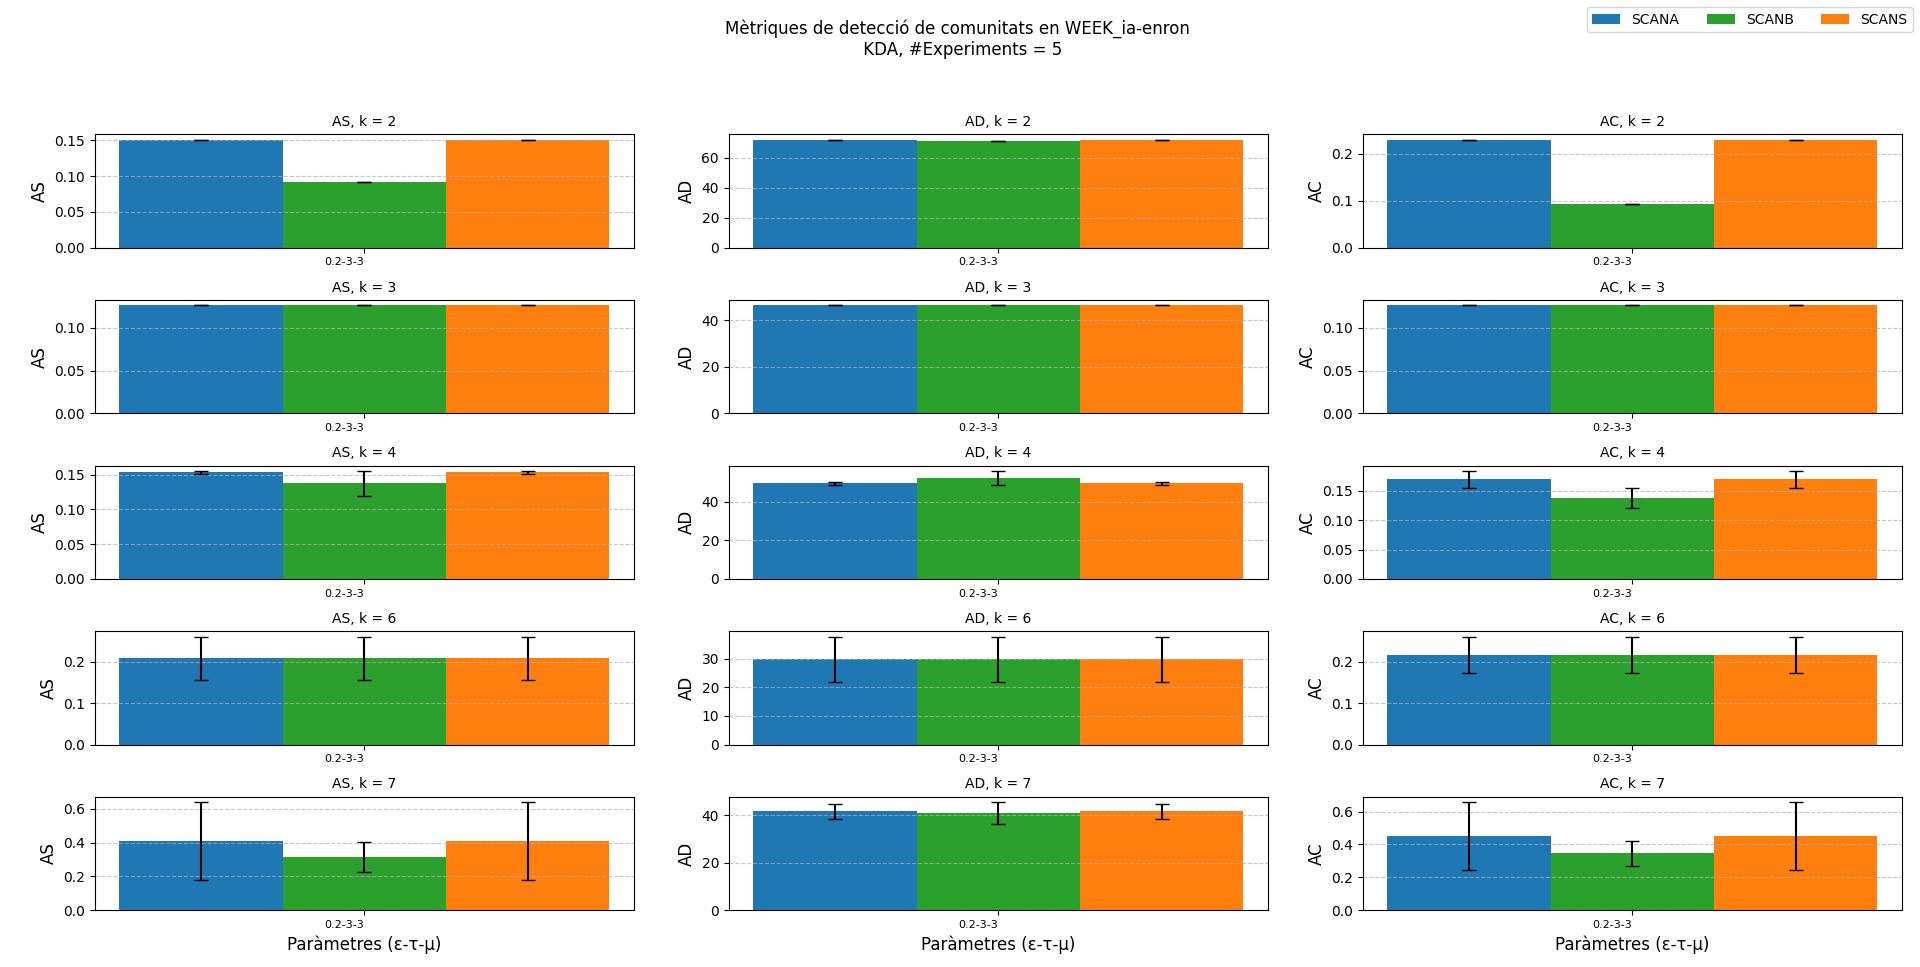 Mètriques de detecció de comunitats en WEEK_ia-enron
KDA, #Experiments = 5
SCANA SCANB SCANS
AS, k = 2
AS
0.15
0.10
0.05
0.00
0.2-3-3
AD, k = 2
AD
60
40
20
0
0.2-3-3
AC, k = 2
AC
0.2
0.1
0.0
0.2-3-3
AS, k = 3
AS
0.10
0.05
0.00
0.2-3-3
AD, k = 3
AD
40
20
0
0.2-3-3
AC, k = 3
AC
0.10
0.05
0.00
0.2-3-3
AS, k = 4
AS
0.15
0.10
0.05
0.00
0.2-3-3
AD, k = 4
AD
40
20
0
0.2-3-3
AC, k = 4
AC
0.15
0.10
0.05
0.00
0.2-3-3
AS, k = 6
AS
0.2
0.1
0.0
0.2-3-3
AD, k = 6
AD
30
20
10
0
0.2-3-3
AC, k = 6
AC
0.2
0.1
0.0
0.2-3-3
AS, k = 7
AS
0.6
0.4
0.2
0.0
0.2-3-3
Paràmetres (ε-τ-μ)
AD, k = 7
AD
40
20
0
0.2-3-3
Paràmetres (ε-τ-μ)
AC, k = 7
AC
0.6
0.4
0.2
0.0
0.2-3-3
Paràmetres (ε-τ-μ)